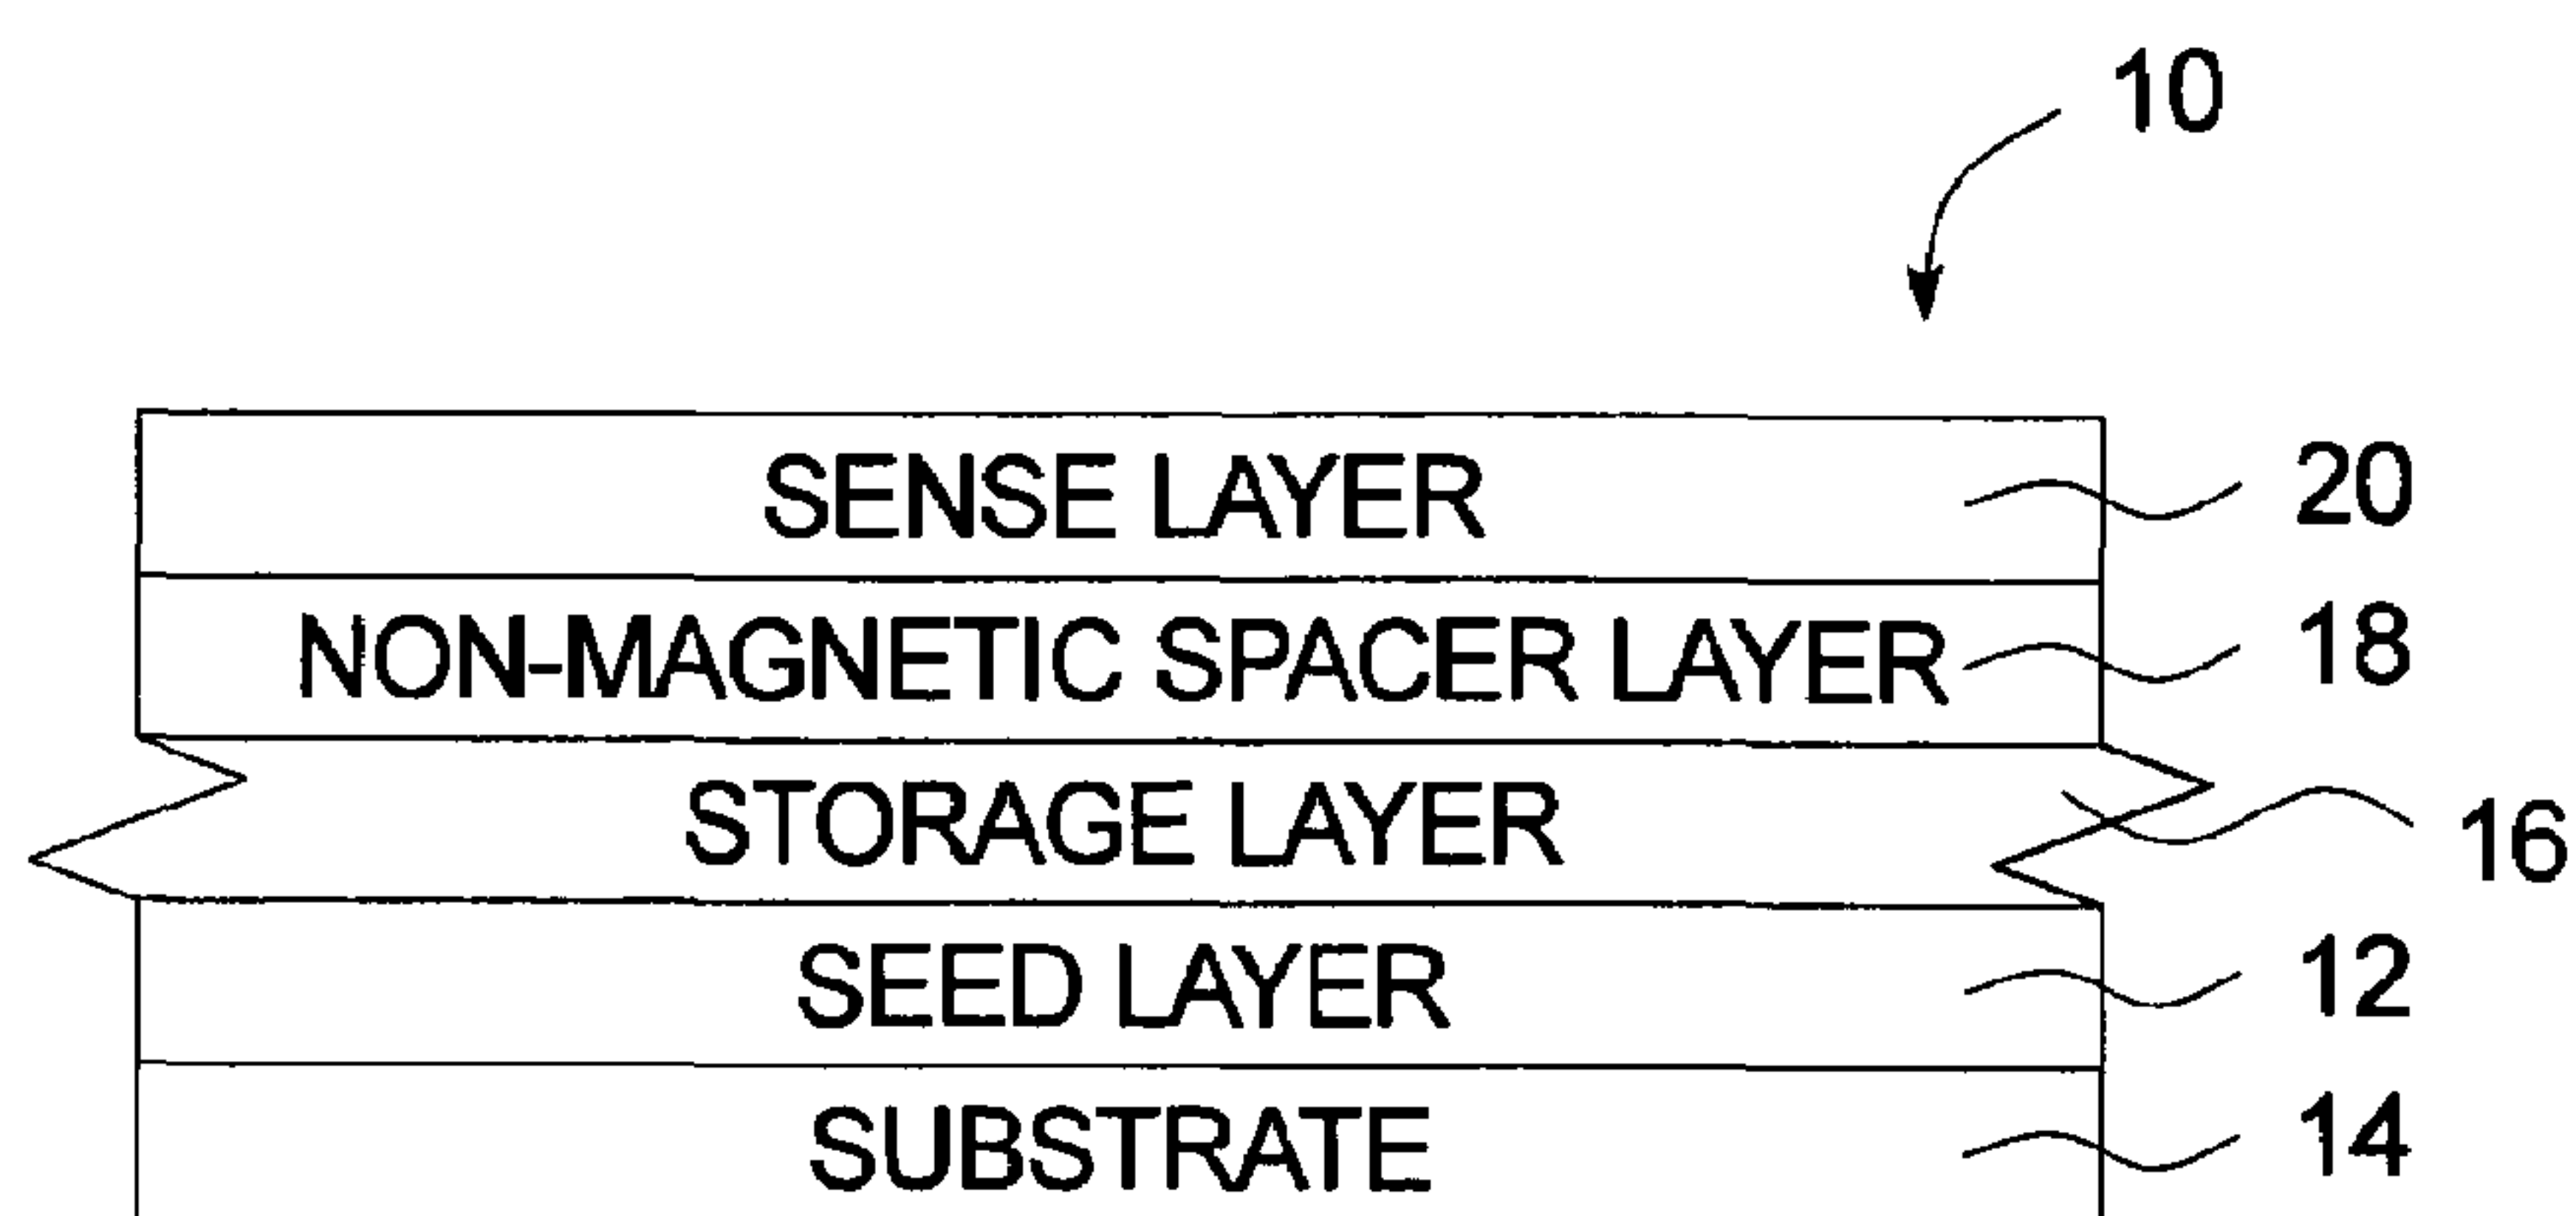 10
SENSE LAYER 20
NON-MAGNETIC SPACER LAYER 18
STORAGE LAYER 16
SEED LAYER 12
SUBSTRATE 14